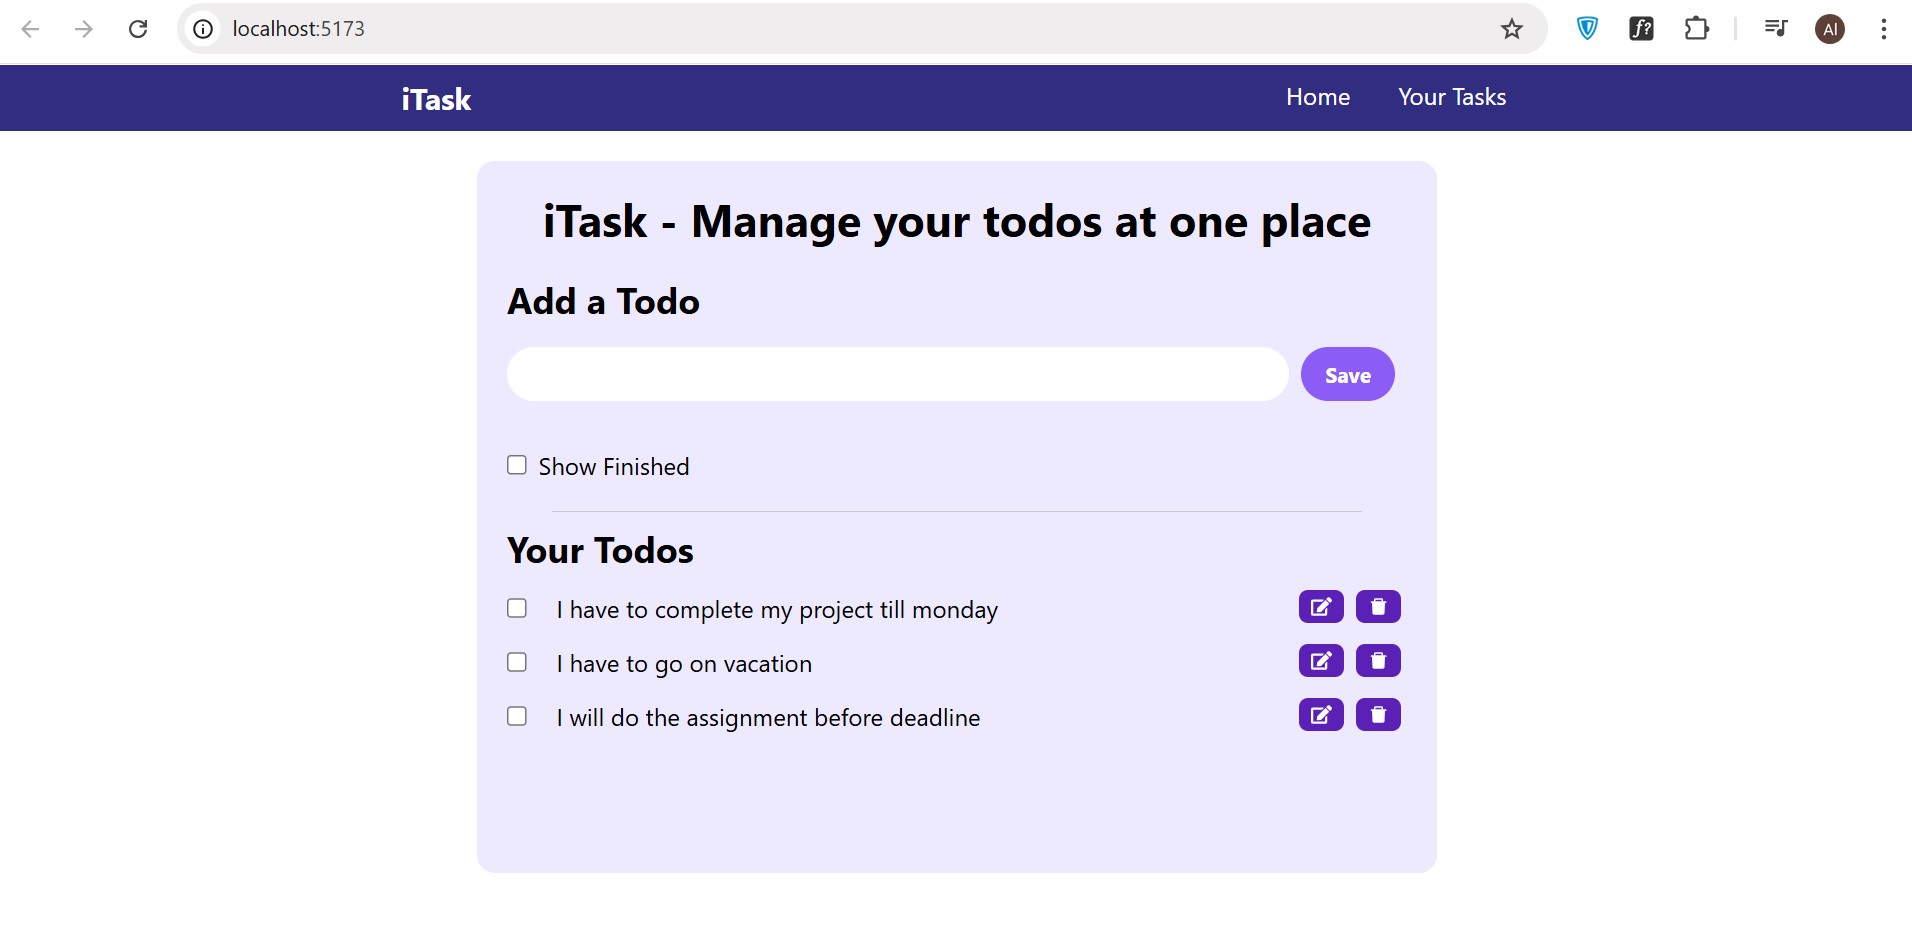 localhost:5173
f?
Al
iTask
Home Your Tasks
iTask - Manage your todos at one place
Add a Todo
Save
Show Finished
Your Todos
I have to complete my project till monday
I have to go on vacation
I will do the assignment before deadline